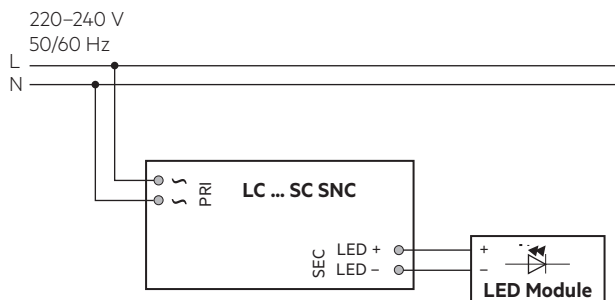 220–240 V
50/60 Hz
L
N
~
~
PRI
LC ... SC SNC
SEC
LED +
LED –
+
–
LED Module